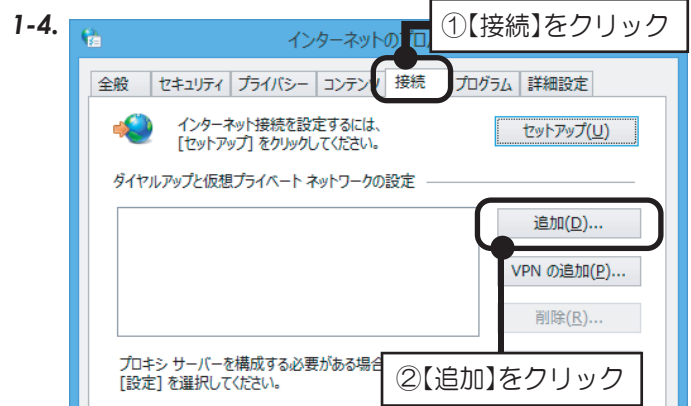 1-4.
①【接続】をクリック
インターネットのプロ
全般 セキュリティ プライバシー コンテンツ 接続 プログラム 詳細設定
インターネット接続を設定するには、
[セットアップ] をクリックしてください。
セットアップ(U)
ダイヤルアップと仮想プライベート ネットワークの設定
追加(D)...
VPN の追加(P)...
削除(R)...
プロキシ サーバーを構成する必要がある場合
[設定] を選択してください。
②【追加】をクリック